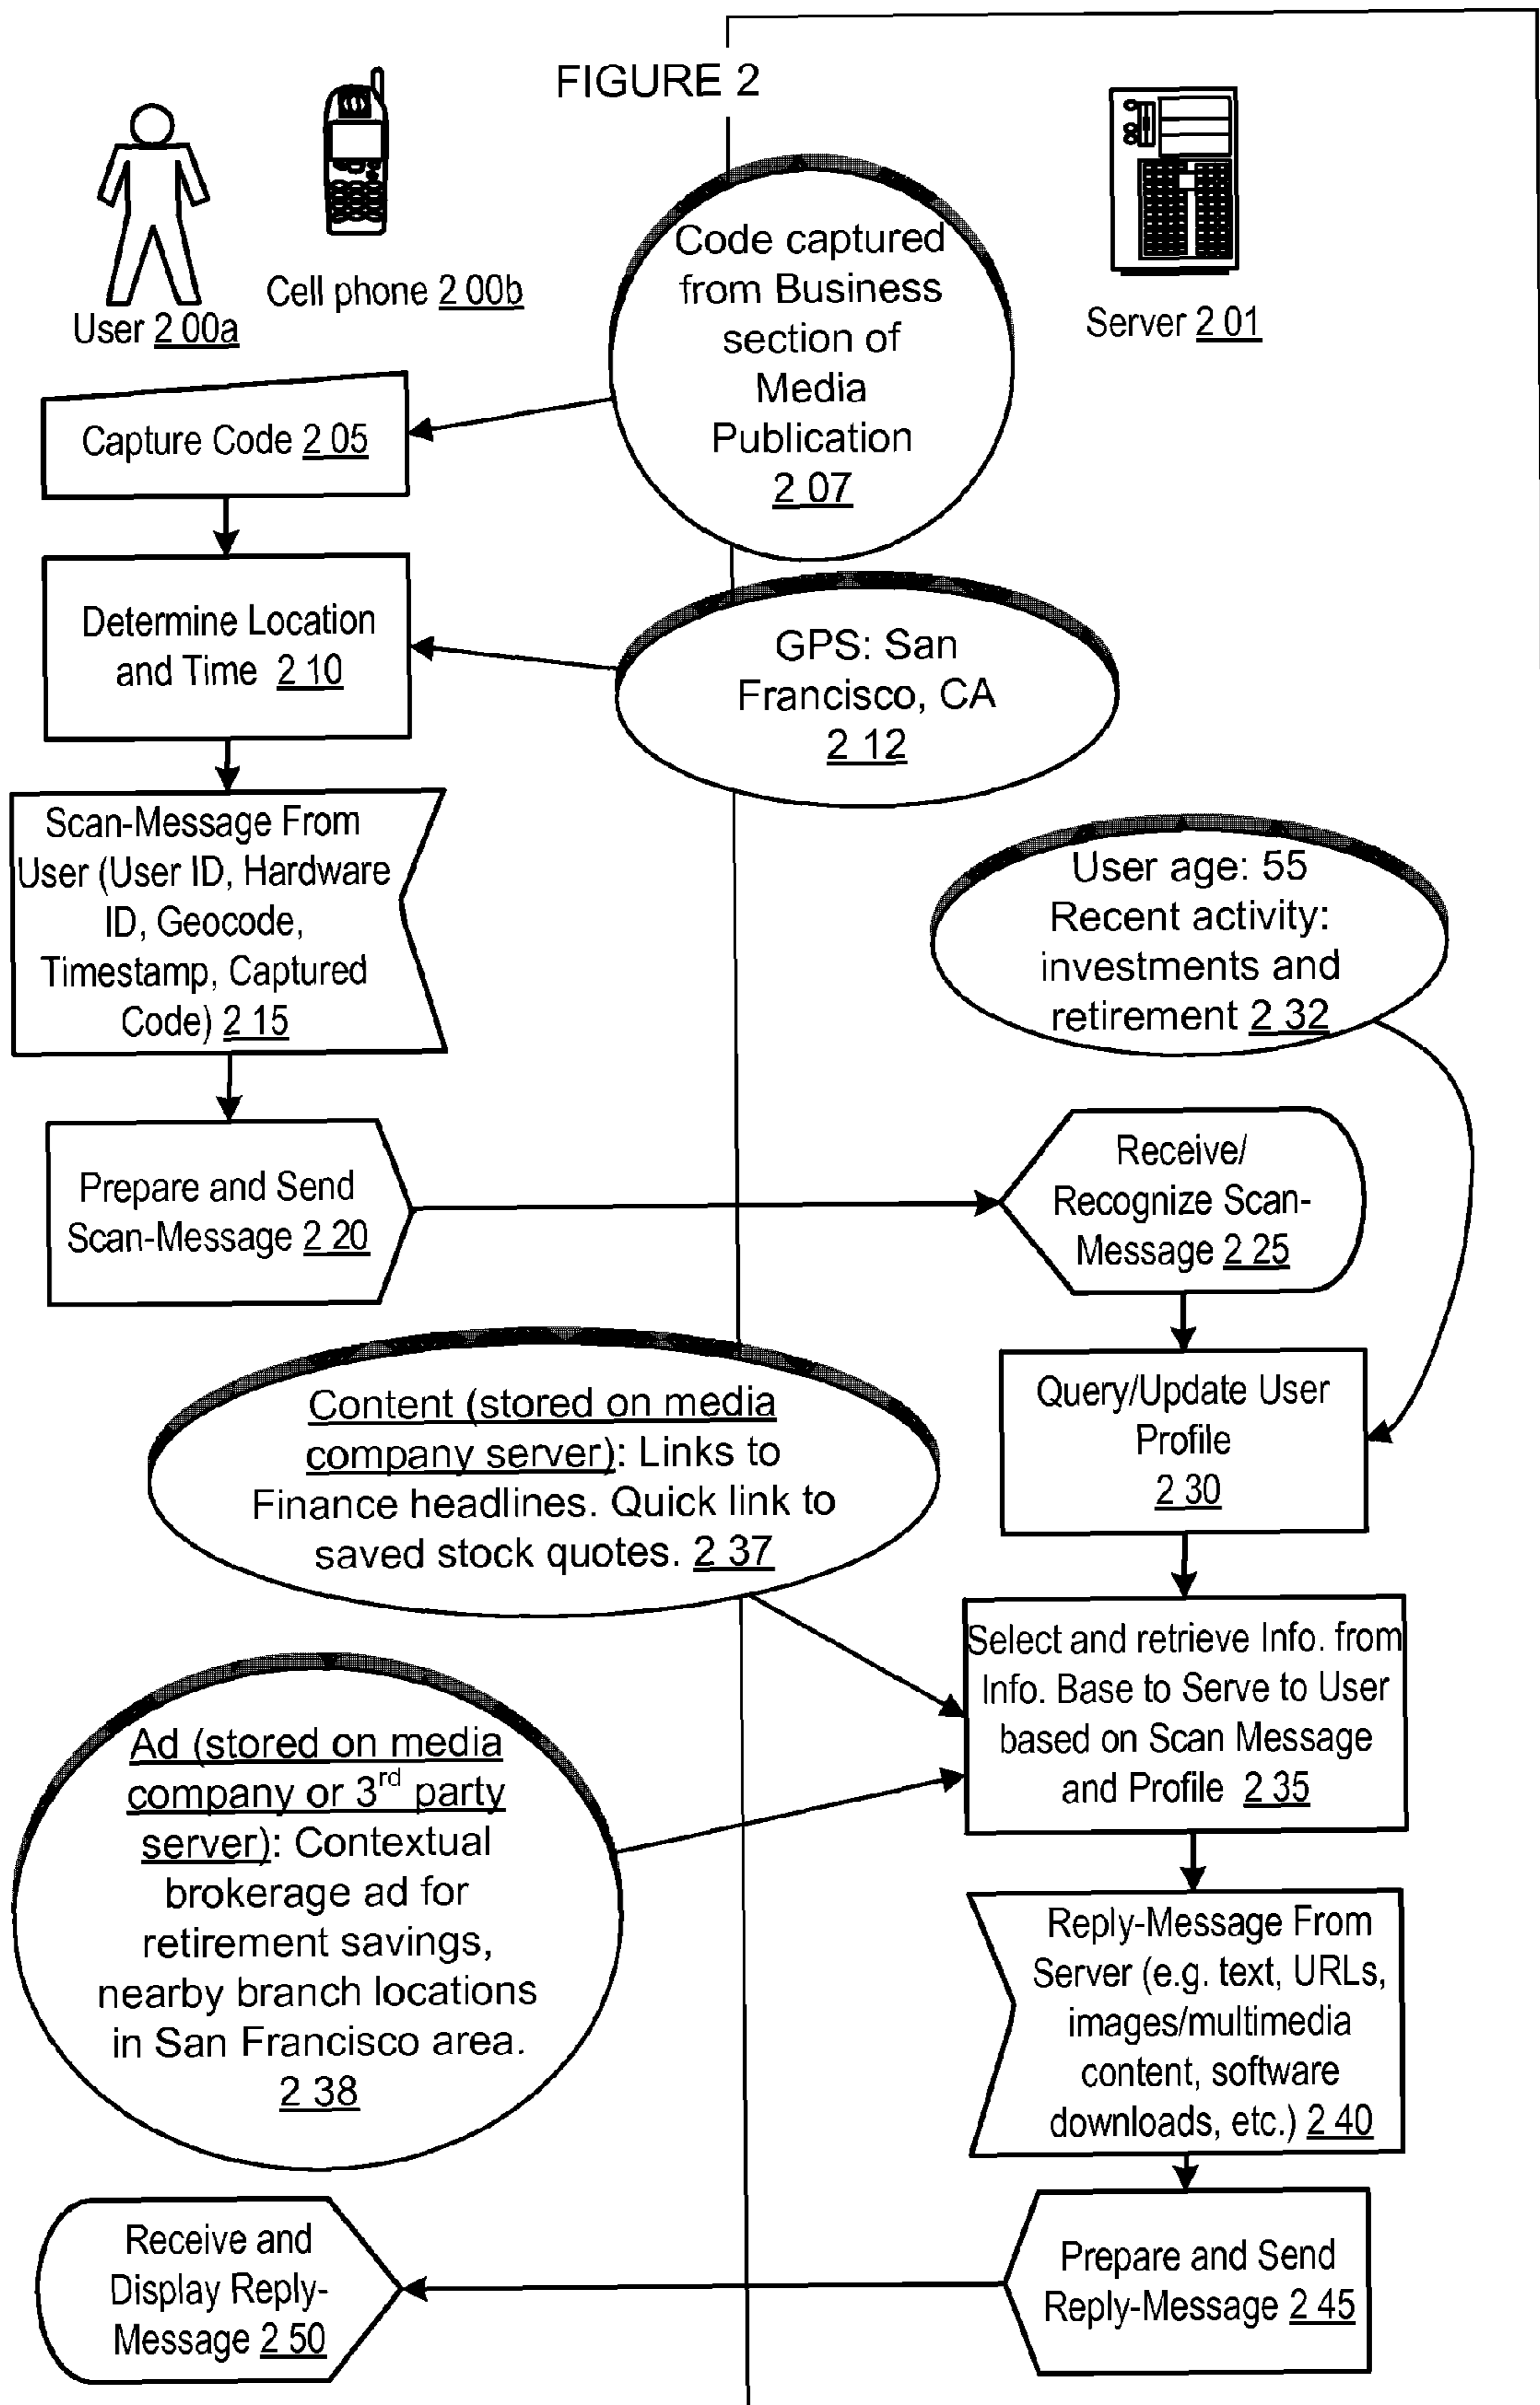 FIGURE 2
User 2 00a
Cell phone 2 00b
Server 2 01
Code captured
from Business
section of
Media
Publication
2 07
Capture Code 2 05
Determine Location
and Time 2 10
GPS: San
Francisco, CA
2 12
Scan-Message From
User (User ID, Hardware
ID, Geocode,
Timestamp, Captured
Code) 2 15
User age: 55
Recent activity:
investments and
retirement 2 32
Prepare and Send
Scan-Message 2 20
Receive/
Recognize Scan-
Message 2 25
Query/Update User
Profile
2 30
Content (stored on media
company server): Links to
Finance headlines. Quick link to
saved stock quotes. 2 37
Select and retrieve Info. from
Info. Base to Serve to User
based on Scan Message
and Profile 2 35
Ad (stored on media
company or 3rd party
server): Contextual
brokerage ad for
retirement savings,
nearby branch locations
in San Francisco area.
2 38
Reply-Message From
Server (e.g. text, URLs,
images/multimedia
content, software
downloads, etc.) 2 40
Prepare and Send
Reply-Message 2 45
Receive and
Display Reply-
Message 2 50